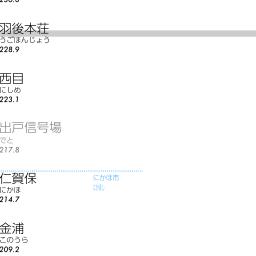 羽後本荘
うごほんじょう
228.9
西目
にしめ
223.1
出戸信号場
でと
217.8
仁賀保
にかほ
214.7
にかほ市
金浦
このうら
209.2